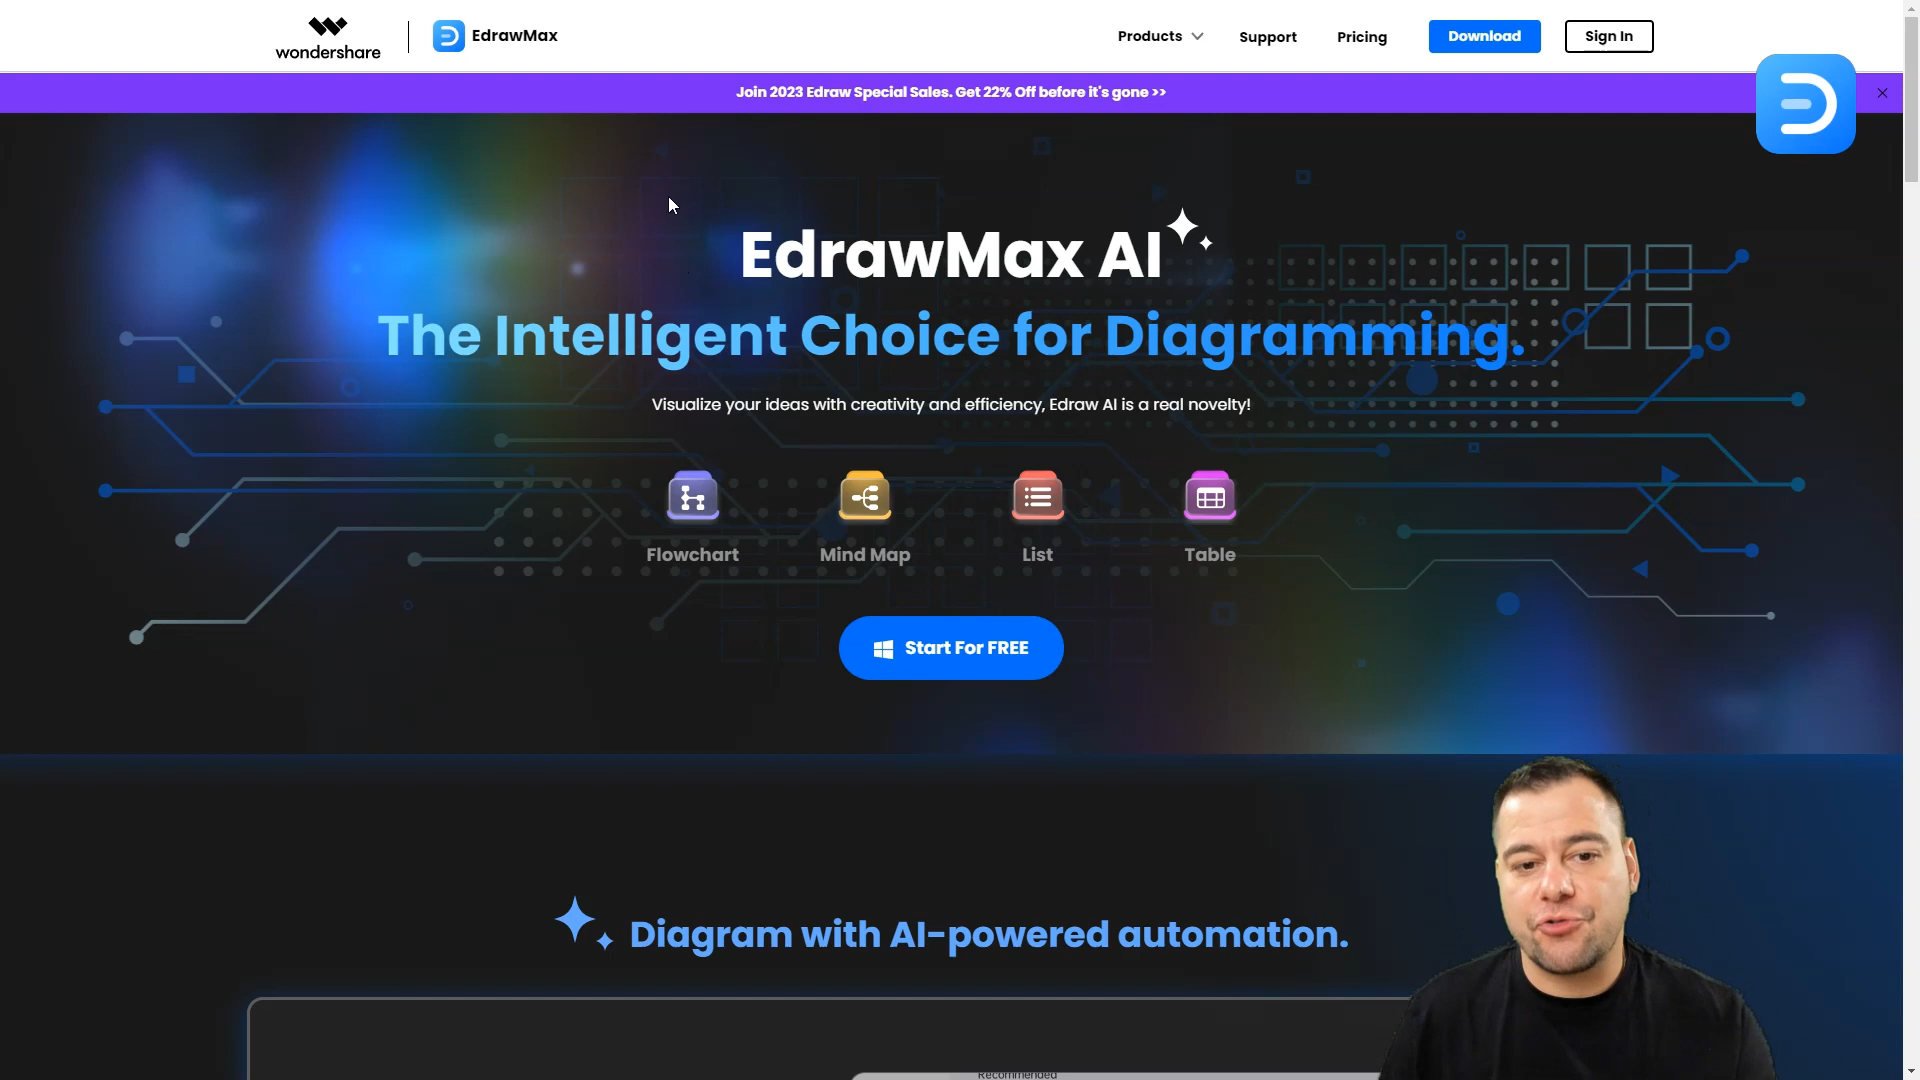 wondershare
EdrawMax
Products
Support
Pricing
Download
Sign In
Join 2023 Edraw Special Sales. Get 22% Off before it's gone >>
EdrawMax AI
The Intelligent Choice for Diagramming.
Visualize your ideas with creativity and efficiency, Edraw AI is a real novelty!
Flowchart
Mind Map
List
Table
Start For FREE
Diagram with AI-powered automation.
Recommended